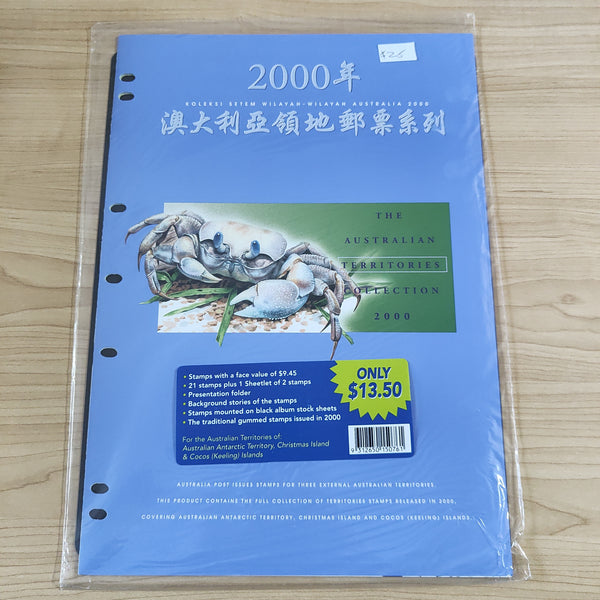 $26
2000年
KOLEKSI SETEM WILAYAH-WILAYAH AUSTRALIA 2000
澳大利亞領地郵票系列
THE
AUSTRALIAN
TERRITORIES
COLLECTION
2000
• Stamps with a face value of $9.45
• 21 stamps plus 1 Sheetlet of 2 stamps
• Presentation folder
• Background stories of the stamps
• Stamps mounted on black album stock sheets
• The traditional gummed stamps issued in 2000
For the Australian Territories of:
Australian Antarctic Territory, Christmas Island
& Cocos (Keeling) Islands
ONLY
$13.50
9 312650 150761
AUSTRALIA POST ISSUES STAMPS FOR THREE EXTERNAL AUSTRALIAN TERRITORIES.
THIS PRODUCT CONTAINS THE FULL COLLECTION OF TERRITORIES STAMPS RELEASED IN 2000,
COVERING AUSTRALIAN ANTARCTIC TERRITORY, CHRISTMAS ISLAND AND COCOS (KEELING) ISLANDS.